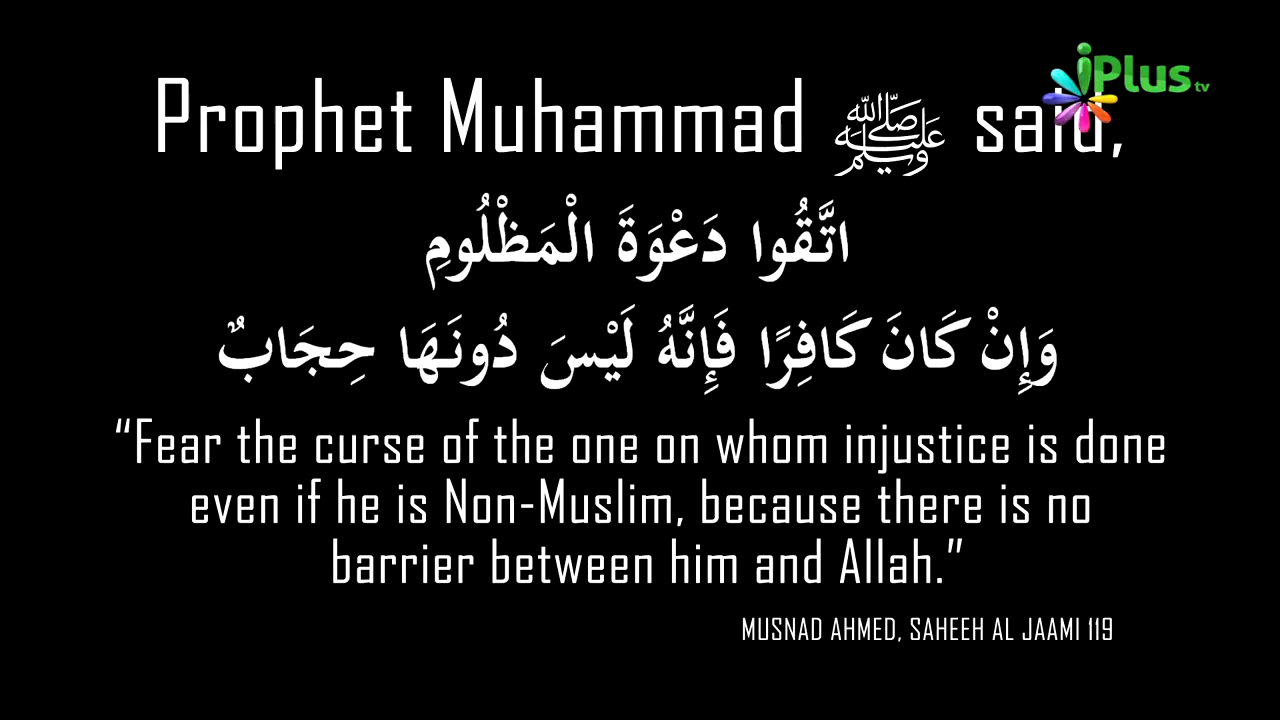 iPlus tv
Prophet Muhammad ﷺ said,
اتَّقُوا دَعْوَةَ الْمَظْلُومِ
وَإِنْ كَانَ كَافِرًا فَإِنَّهُ لَيْسَ دُونَهَا حِجَابٌ
“Fear the curse of the one on whom injustice is done
even if he is Non-Muslim, because there is no
barrier between him and Allah.”
MUSNAD AHMED, SAHEEH AL JAAMI 119